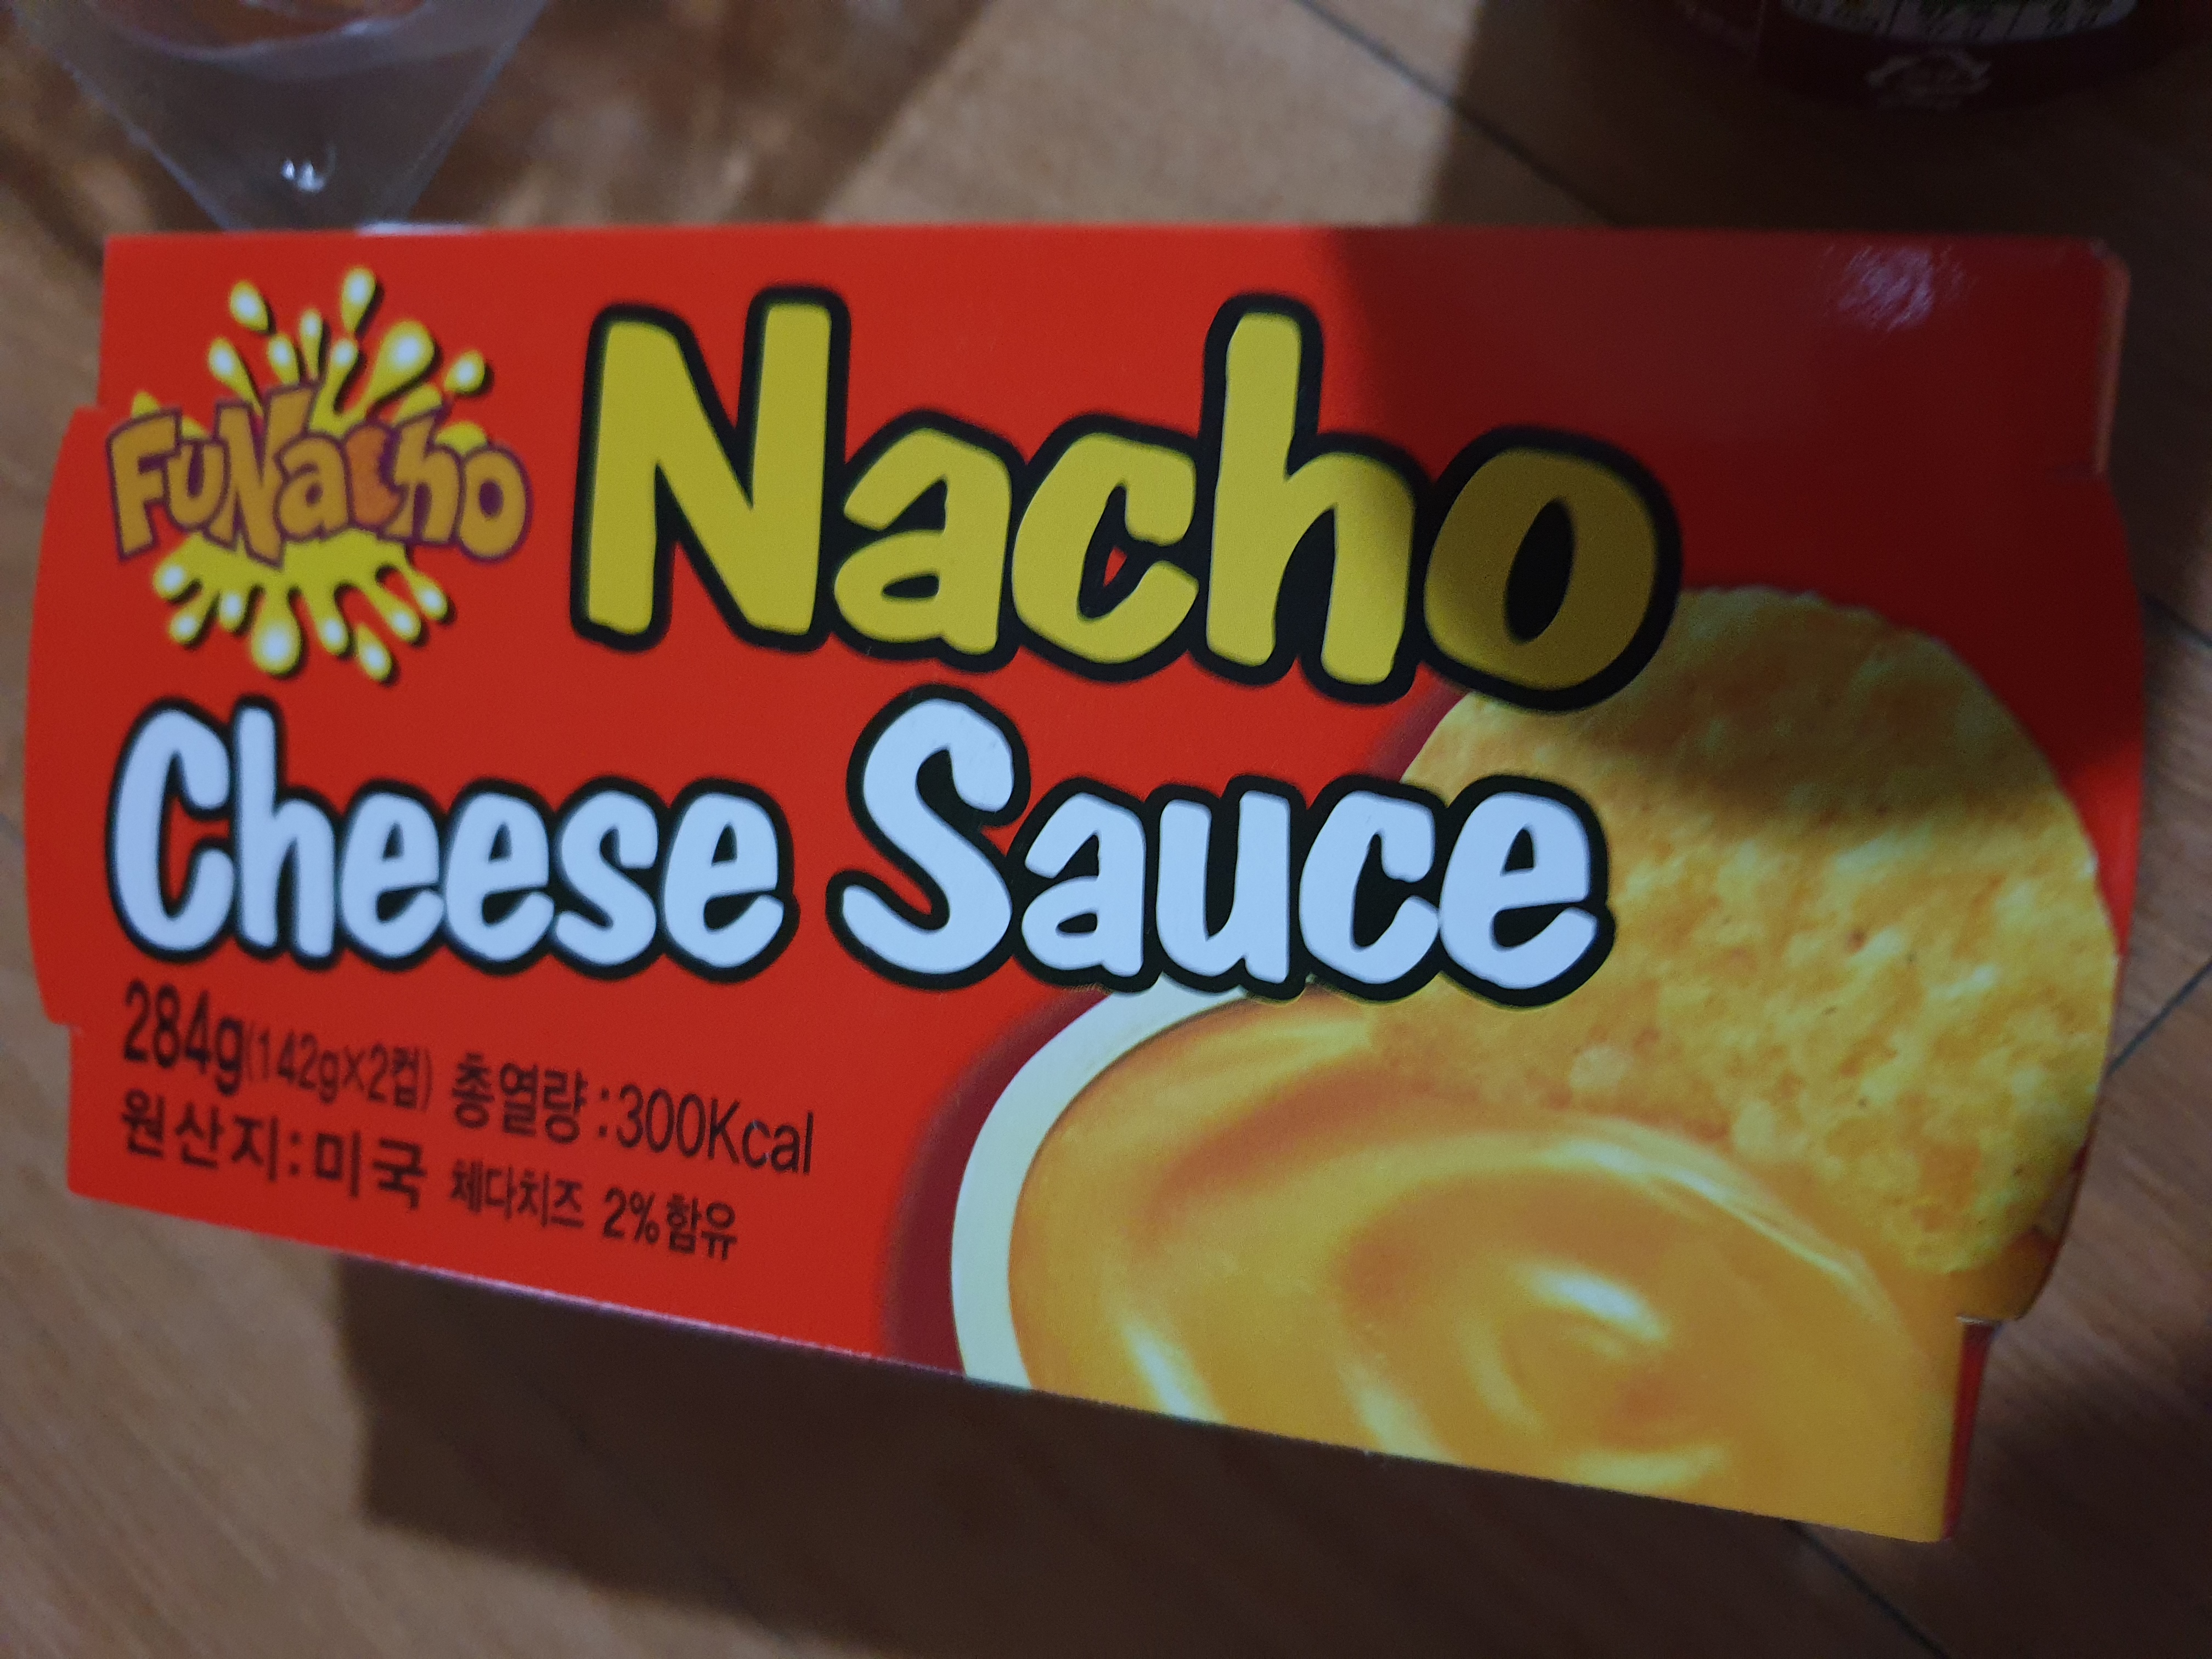 FuNacho
Nacho
Cheese Sauce
284g(142g×2컵) 총열량:300Kcal
원산지:미국 체다치즈 2%함유